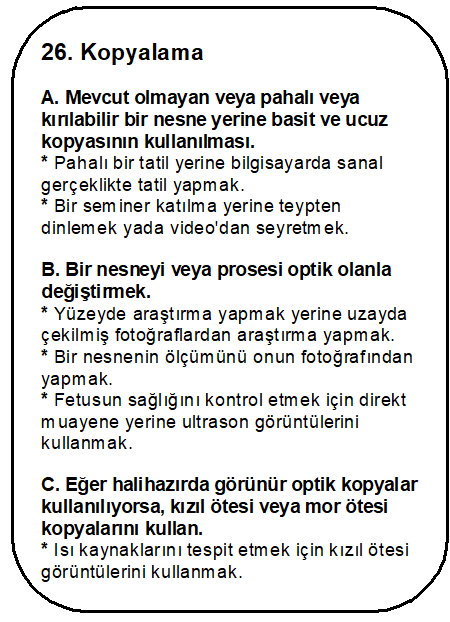 26. Kopyalama
A. Mevcut olmayan veya pahalı veya
kırılabilir bir nesne yerine basit ve ucuz
kopyasının kullanılması.
* Pahalı bir tatil yerine bilgisayarda sanal
gerçeklikte tatil yapmak.
* Bir seminer katılma yerine teypten
dinlemek yada video'dan seyretmek.
B. Bir nesneyi veya prosesi optik olanla
değiştirmek.
* Yüzeyde araştırma yapmak yerine uzayda
çekilmiş fotoğraflardan araştırma yapmak.
* Bir nesnenin ölçümünü onun fotoğrafından
yapmak.
* Fetusun sağlığını kontrol etmek için direkt
muayene yerine ultrason görüntülerini
kullanmak.
C. Eğer halihazırda görünür optik kopyalar
kullanılıyorsa, kızıl ötesi veya mor ötesi
kopyalarını kullan.
* Isı kaynaklarını tespit etmek için kızıl ötesi
görüntülerini kullanmak.